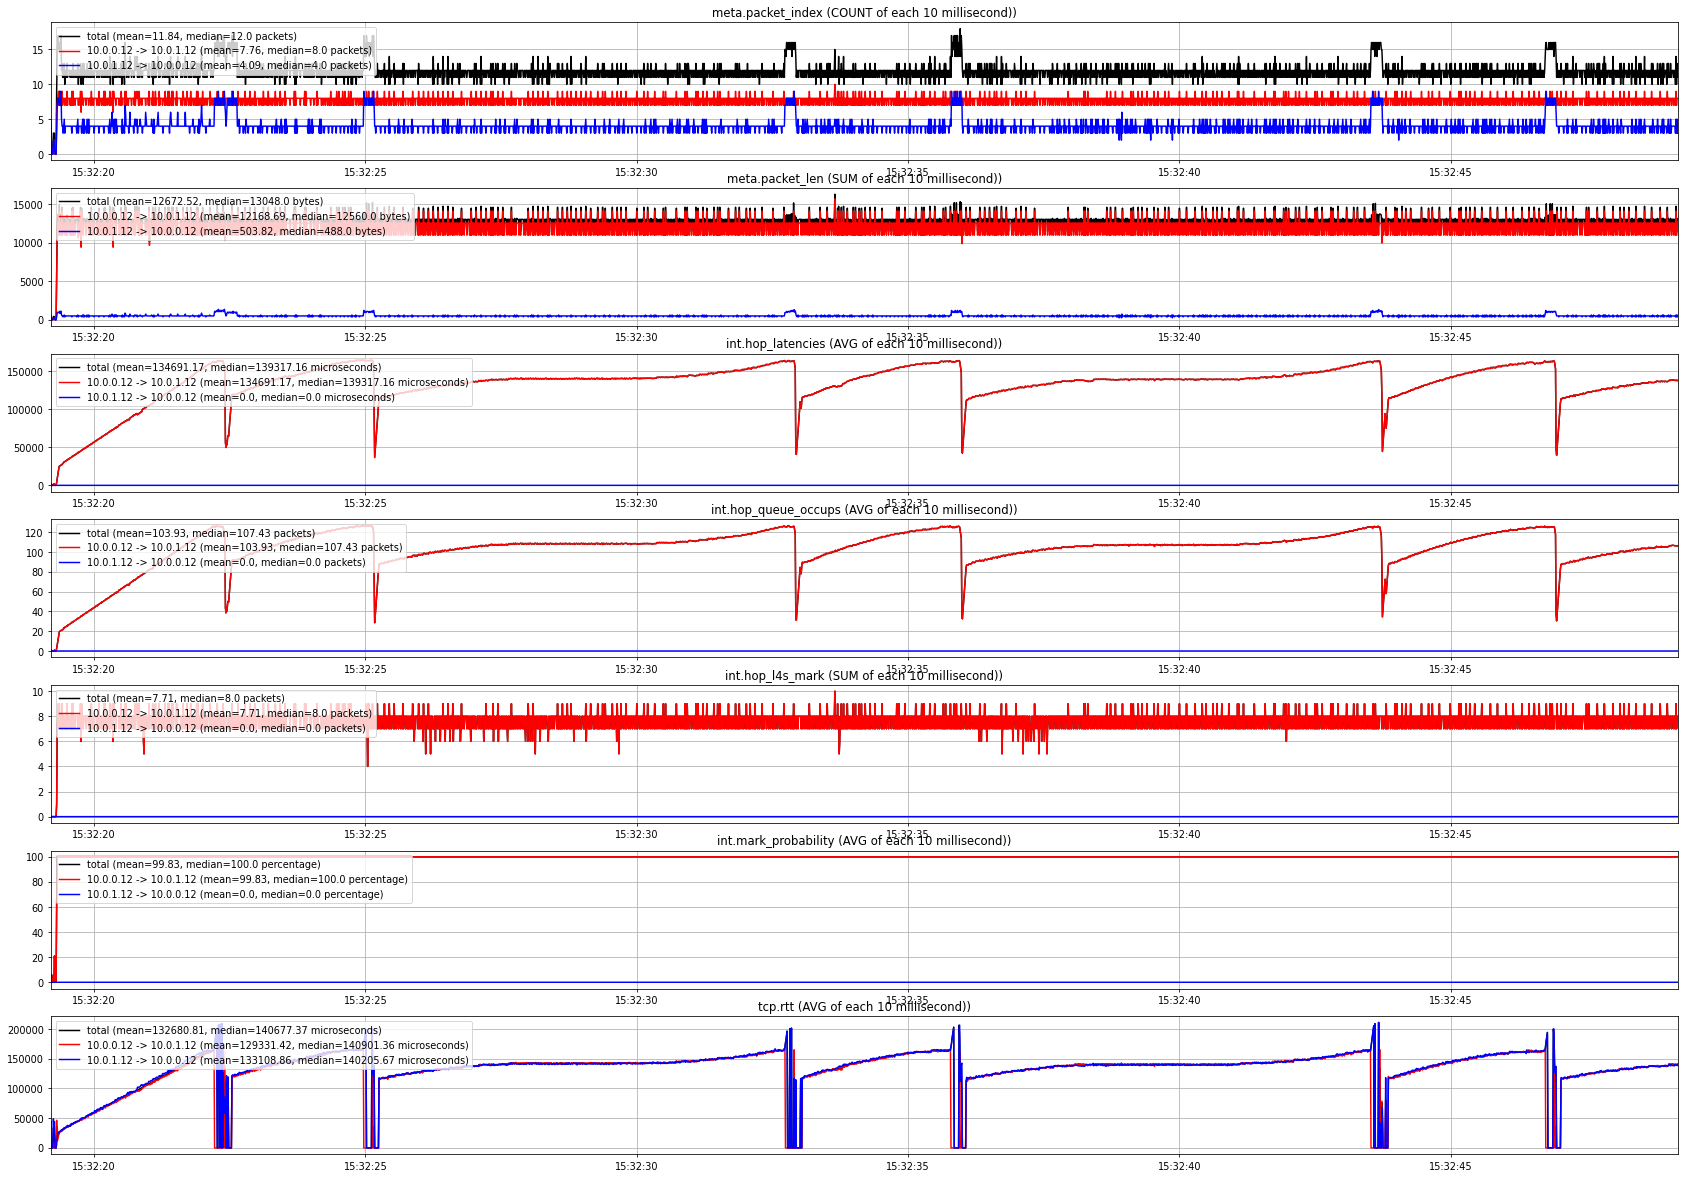 meta.packet_index (COUNT of each 10 millisecond))
total (mean=11.84, median=12.0 packets)
10.0.0.12 -> 10.0.1.12 (mean=7.76, median=8.0 packets)
10.0.1.12 -> 10.0.0.12 (mean=4.09, median=4.0 packets)
15
10
5
0
15:32:20 15:32:25 15:32:30 15:32:35 15:32:40 15:32:45
meta.packet_len (SUM of each 10 millisecond))
total (mean=12672.52, median=13048.0 bytes)
10.0.0.12 -> 10.0.1.12 (mean=12168.69, median=12560.0 bytes)
10.0.1.12 -> 10.0.0.12 (mean=503.82, median=488.0 bytes)
15000
10000
5000
0
15:32:20 15:32:25 15:32:30 15:32:35 15:32:40 15:32:45
int.hop_latencies (AVG of each 10 millisecond))
total (mean=134691.17, median=139317.16 microseconds)
10.0.0.12 -> 10.0.1.12 (mean=134691.17, median=139317.16 microseconds)
10.0.1.12 -> 10.0.0.12 (mean=0.0, median=0.0 microseconds)
150000
100000
50000
0
15:32:20 15:32:25 15:32:30 15:32:35 15:32:40 15:32:45
int.hop_queue_occups (AVG of each 10 millisecond))
total (mean=103.93, median=107.43 packets)
10.0.0.12 -> 10.0.1.12 (mean=103.93, median=107.43 packets)
10.0.1.12 -> 10.0.0.12 (mean=0.0, median=0.0 packets)
120
100
80
60
40
20
0
15:32:20 15:32:25 15:32:30 15:32:35 15:32:40 15:32:45
int.hop_l4s_mark (SUM of each 10 millisecond))
total (mean=7.71, median=8.0 packets)
10.0.0.12 -> 10.0.1.12 (mean=7.71, median=8.0 packets)
10.0.1.12 -> 10.0.0.12 (mean=0.0, median=0.0 packets)
10
8
6
4
2
0
15:32:20 15:32:25 15:32:30 15:32:35 15:32:40 15:32:45
int.mark_probability (AVG of each 10 millisecond))
total (mean=99.83, median=100.0 percentage)
10.0.0.12 -> 10.0.1.12 (mean=99.83, median=100.0 percentage)
10.0.1.12 -> 10.0.0.12 (mean=0.0, median=0.0 percentage)
100
80
60
40
20
0
15:32:20 15:32:25 15:32:30 15:32:35 15:32:40 15:32:45
tcp.rtt (AVG of each 10 millisecond))
total (mean=132680.81, median=140677.37 microseconds)
10.0.0.12 -> 10.0.1.12 (mean=129331.42, median=140901.36 microseconds)
10.0.1.12 -> 10.0.0.12 (mean=133108.86, median=140205.67 microseconds)
200000
150000
100000
50000
0
15:32:20 15:32:25 15:32:30 15:32:35 15:32:40 15:32:45